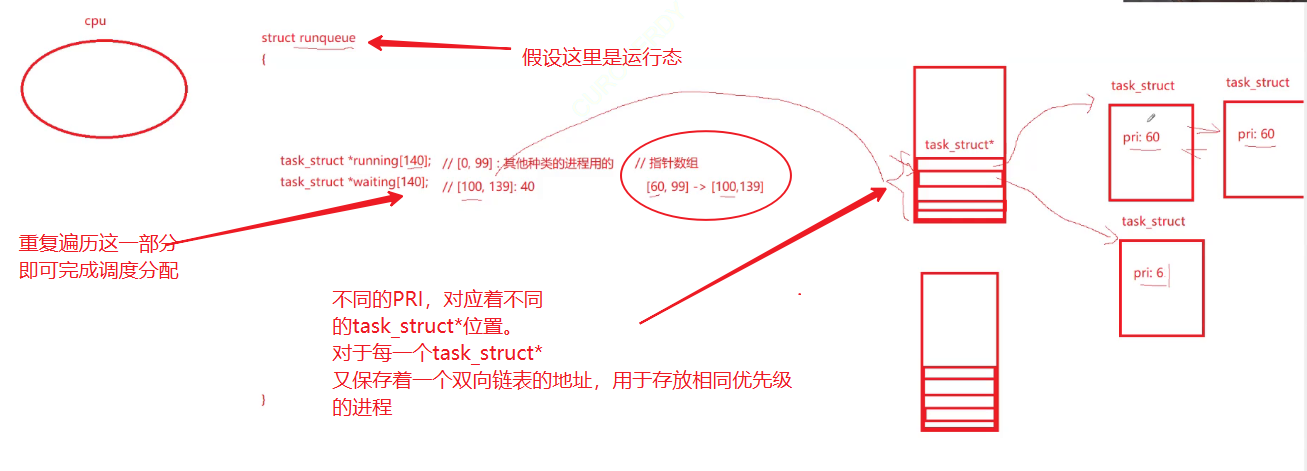 cpu
struct runqueue
{
假设这里是运行态
task_struct *running[140]; // [0, 99] : 其他种类的进程用的 // 指针数组
task_struct *waiting[140]; // [100, 139]: 40 [60, 99] -> [100,139]
重复遍历这一部分
即可完成调度分配
不同的PRI，对应着不同
的task_struct*位置。
对于每一个task_struct*
又保存着一个双向链表的地址，用于存放相同优先级
的进程
}
task_struct*
task_struct
pri: 60
task_struct
pri: 60
task_struct
pri: 6